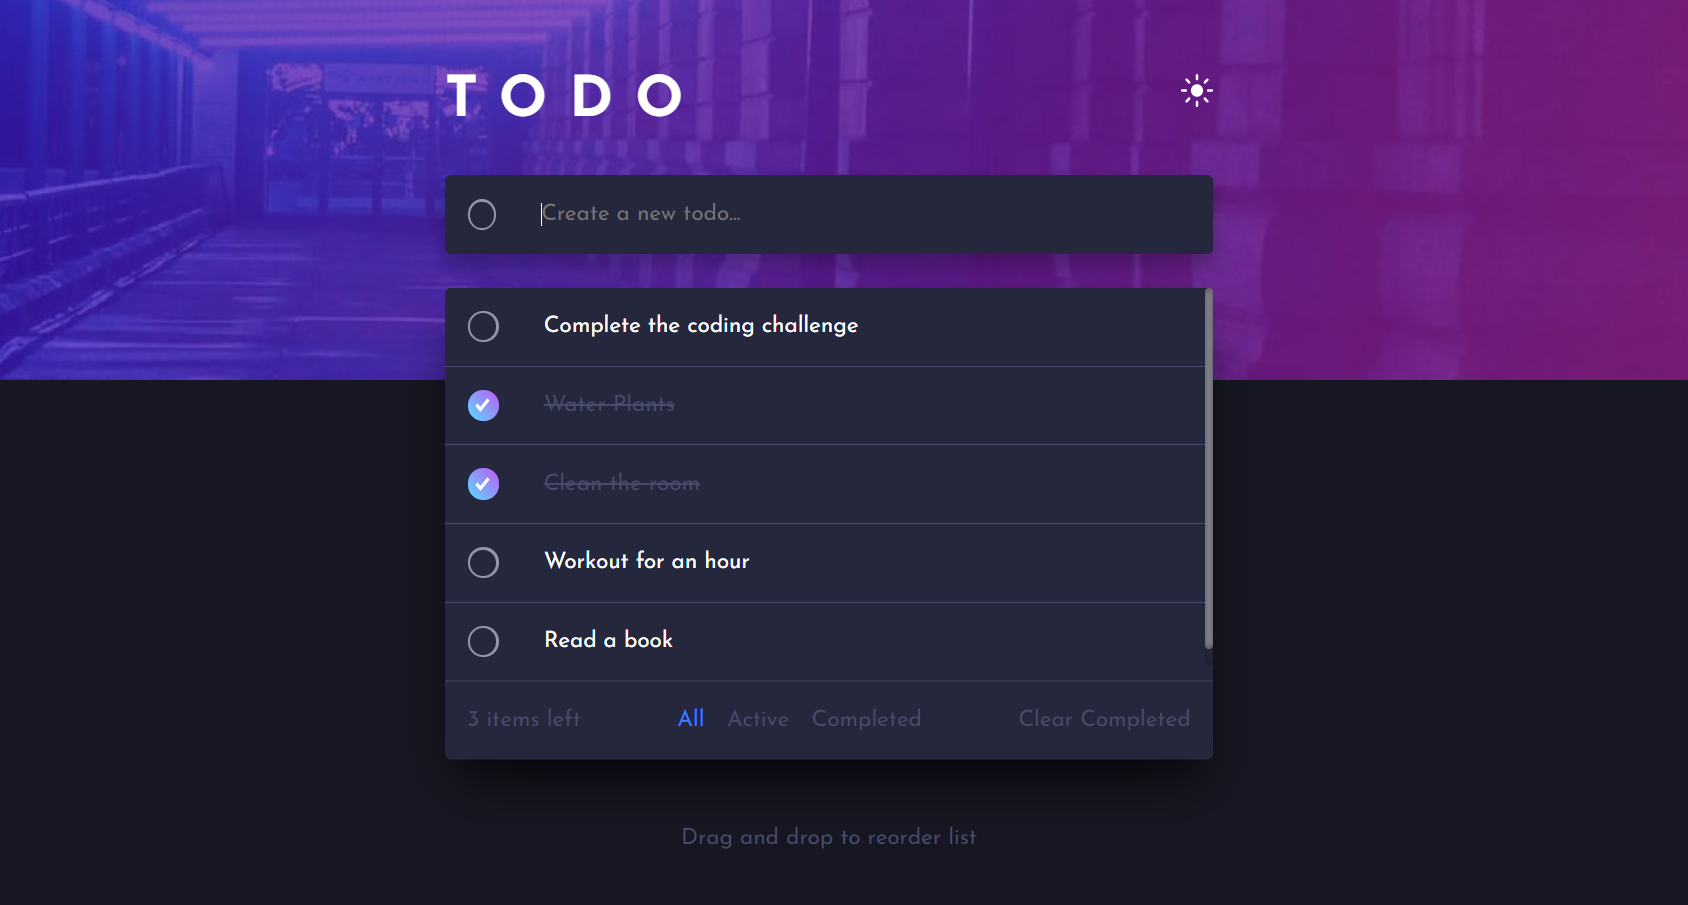 TODO
Create a new todo...
Complete the coding challenge
Water Plants
Clean the room
Workout for an hour
Read a book
3 items left All Active Completed Clear Completed
Drag and drop to reorder list